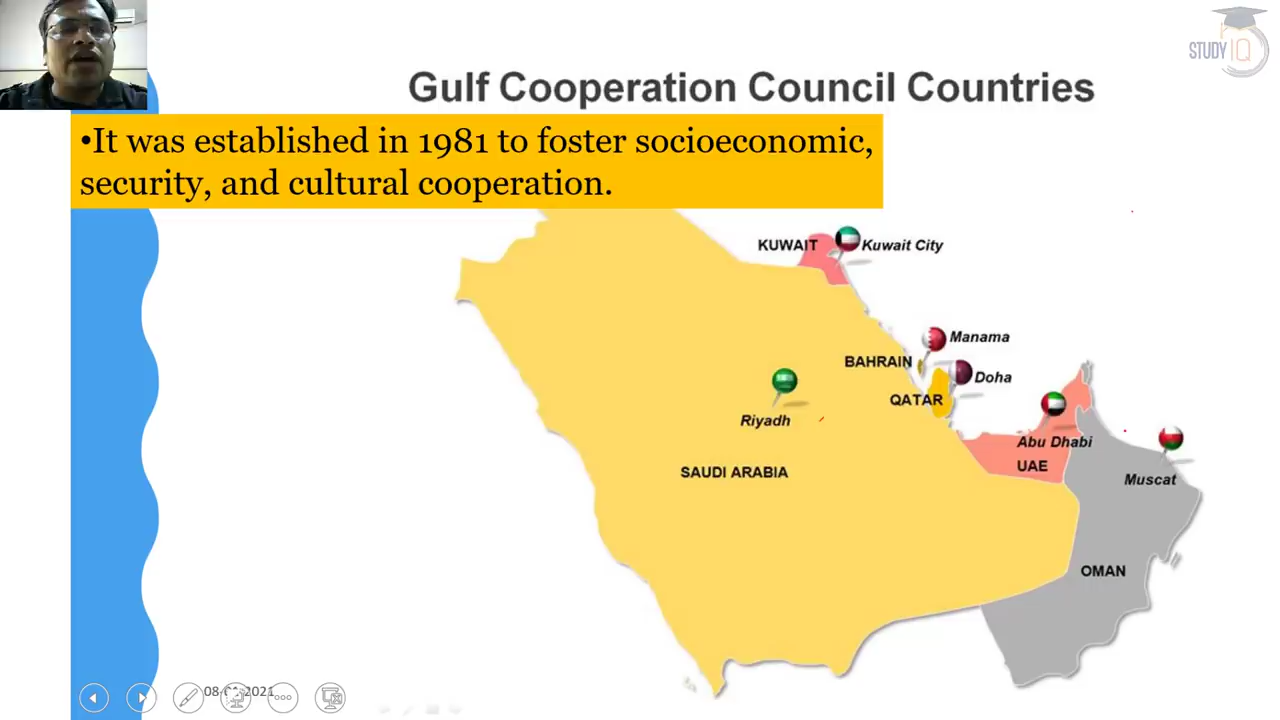 STUDY IQ
Gulf Cooperation Council Countries
•It was established in 1981 to foster socioeconomic,
security, and cultural cooperation.
KUWAIT
Kuwait City
Manama
BAHRAIN
Doha
QATAR
Riyadh
Abu Dhabi
UAE
SAUDI ARABIA
Muscat
OMAN
2021